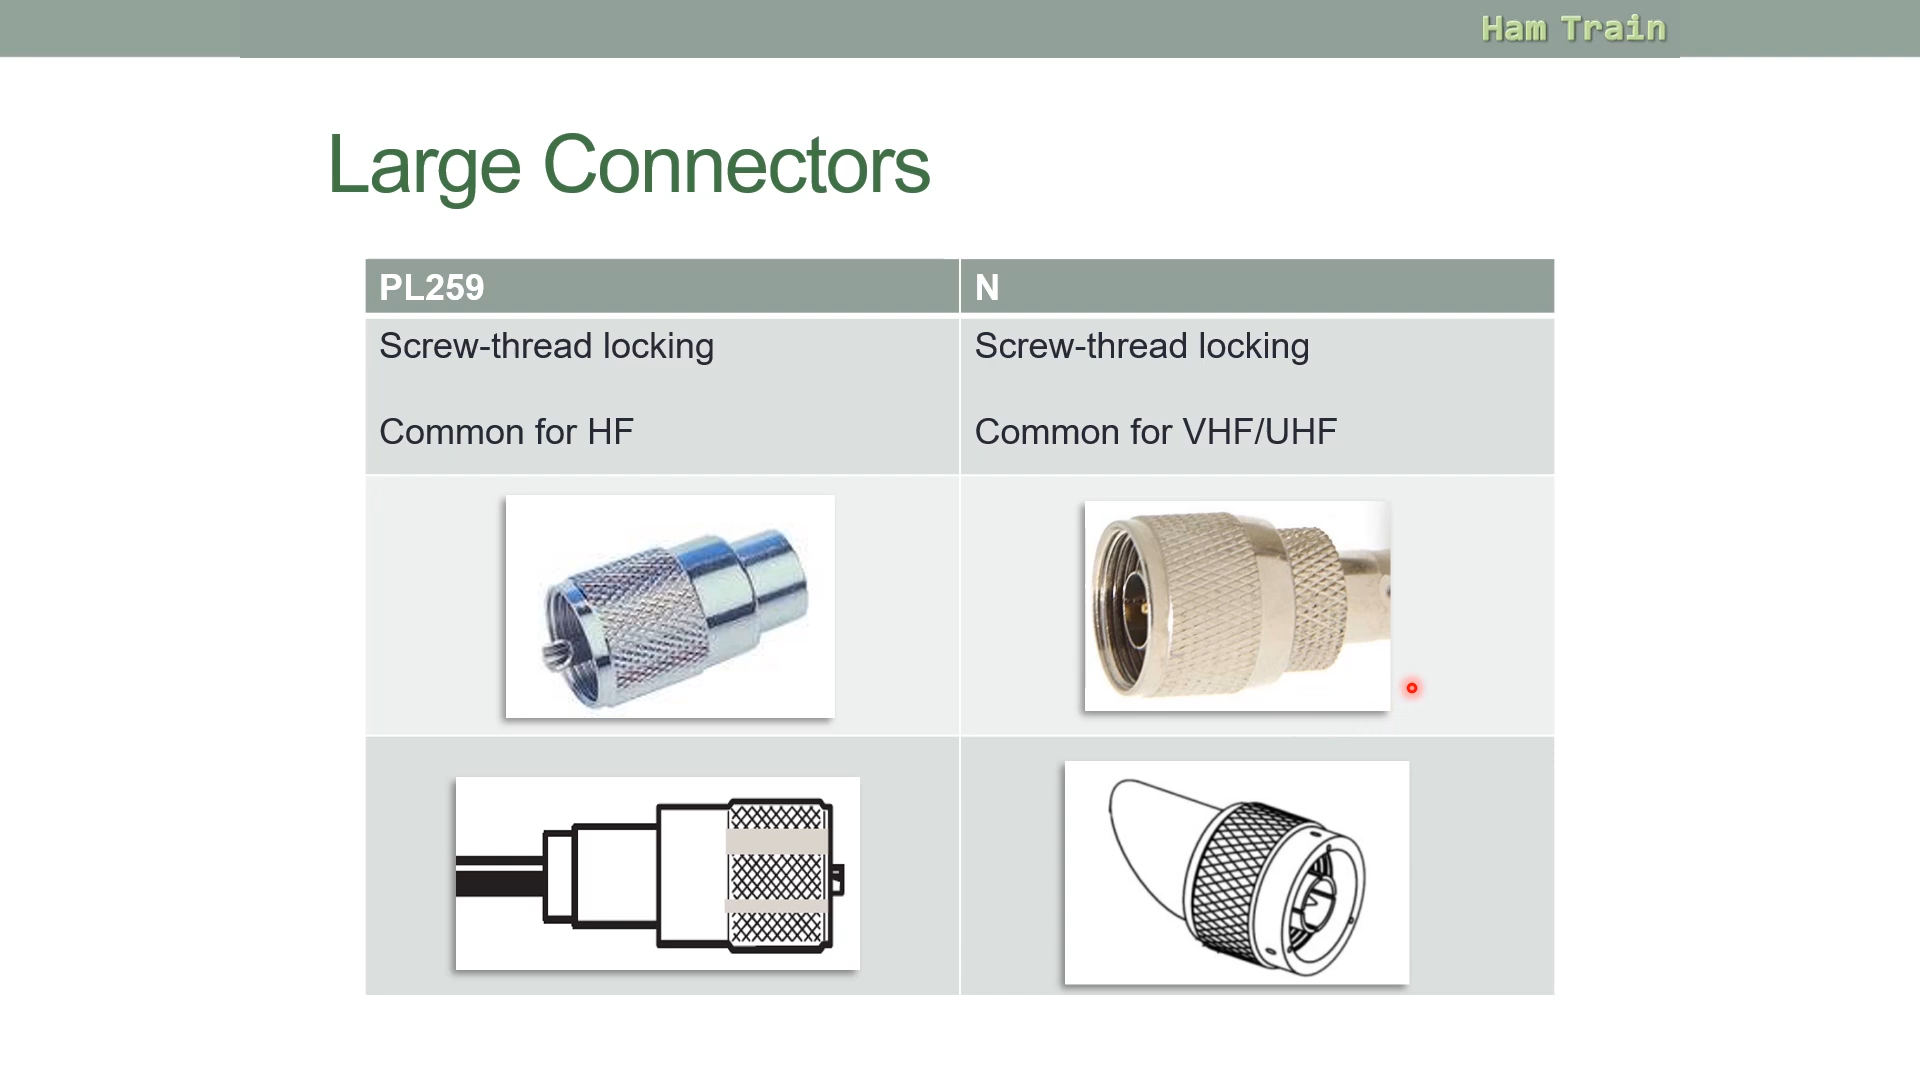 Ham Train
Large Connectors
PL259
N
Screw-thread locking
Common for HF
Screw-thread locking
Common for VHF/UHF